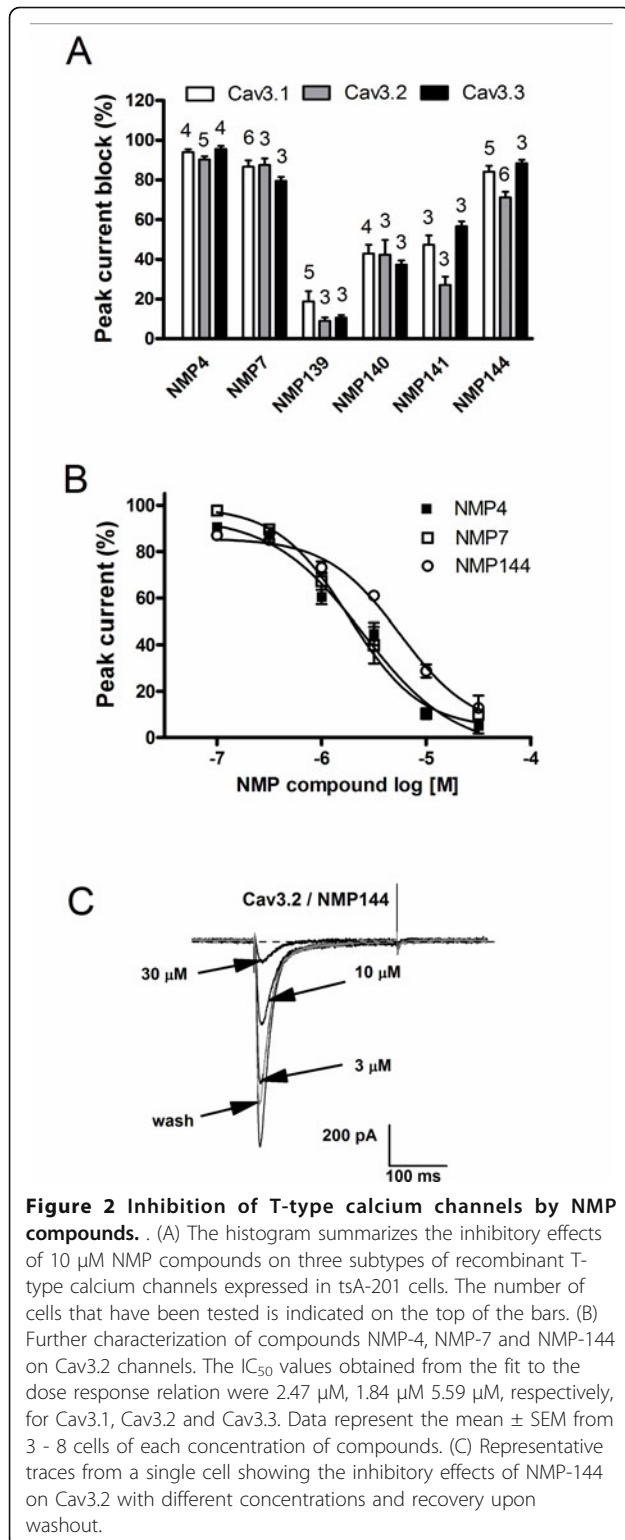 A
Cav3.1 Cav3.2 Cav3.3
Peak current block (%)
120
100
80
60
40
20
0
4 5 4
6 3 3
5 3 3
4 3 3
3 3 3
5 6 3
NMP4 NMP7 NMP139 NMP140 NMP141 NMP144
B
Peak current (%)
100
80
60
40
20
0
NMP4
NMP7
NMP144
-7 -6 -5 -4
NMP compound log [M]
C
Cav3.2 / NMP144
30 µM
10 µM
3 µM
wash
200 pA
100 ms
Figure 2 Inhibition of T-type calcium channels by NMP
compounds. . (A) The histogram summarizes the inhibitory effects
of 10 µM NMP compounds on three subtypes of recombinant T-
type calcium channels expressed in tsA-201 cells. The number of
cells that have been tested is indicated on the top of the bars. (B)
Further characterization of compounds NMP-4, NMP-7 and NMP-144
on Cav3.2 channels. The IC50 values obtained from the fit to the
dose response relation were 2.47 µM, 1.84 µM 5.59 µM, respectively,
for Cav3.1, Cav3.2 and Cav3.3. Data represent the mean ± SEM from
3 - 8 cells of each concentration of compounds. (C) Representative
traces from a single cell showing the inhibitory effects of NMP-144
on Cav3.2 with different concentrations and recovery upon
washout.